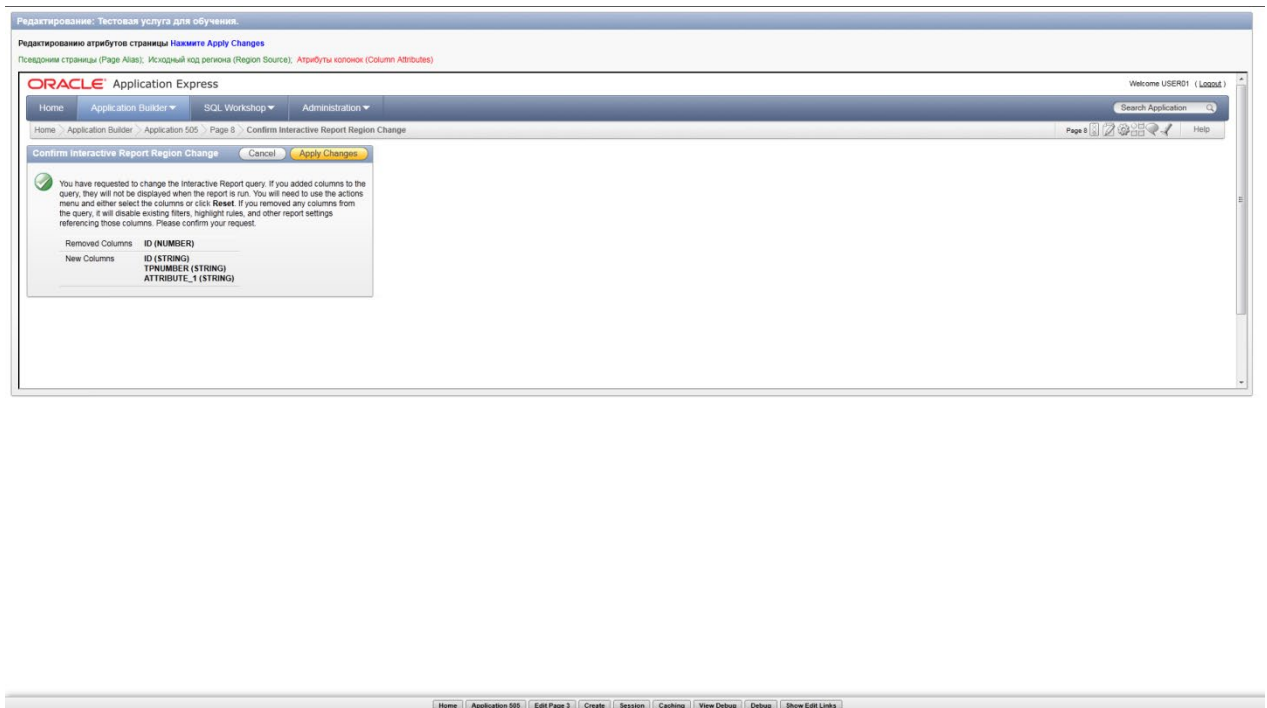 Редактирование: Тестовая услуга для обучения.
Редактированию атрибутов страницы Нажмите Apply Changes
Псевдоним страницы (Page Alias); Исходный код региона (Region Source); Атрибуты колонок (Column Attributes)
ORACLE Application Express
Welcome USER01 ( Logout )
Home Application Builder SQL Workshop Administration
Search Application
Home Application Builder Application 505 Page 8 Confirm Interactive Report Region Change
Page 8 Help
Confirm Interactive Report Region Change Cancel Apply Changes
You have requested to change the Interactive Report query. If you added columns to the
query, they will not be displayed when the report is run. You will need to use the actions
menu and either select the columns or click Reset. If you removed any columns from
the query, it will disable existing filters, highlight rules, and other report settings
referencing those columns. Please confirm your request.
Removed Columns ID (NUMBER)
New Columns ID (STRING)
TPNUMBER (STRING)
ATTRIBUTE_1 (STRING)
Home Application 505 Edit Page 3 Create Session Caching View Debug Debug Show Edit Links